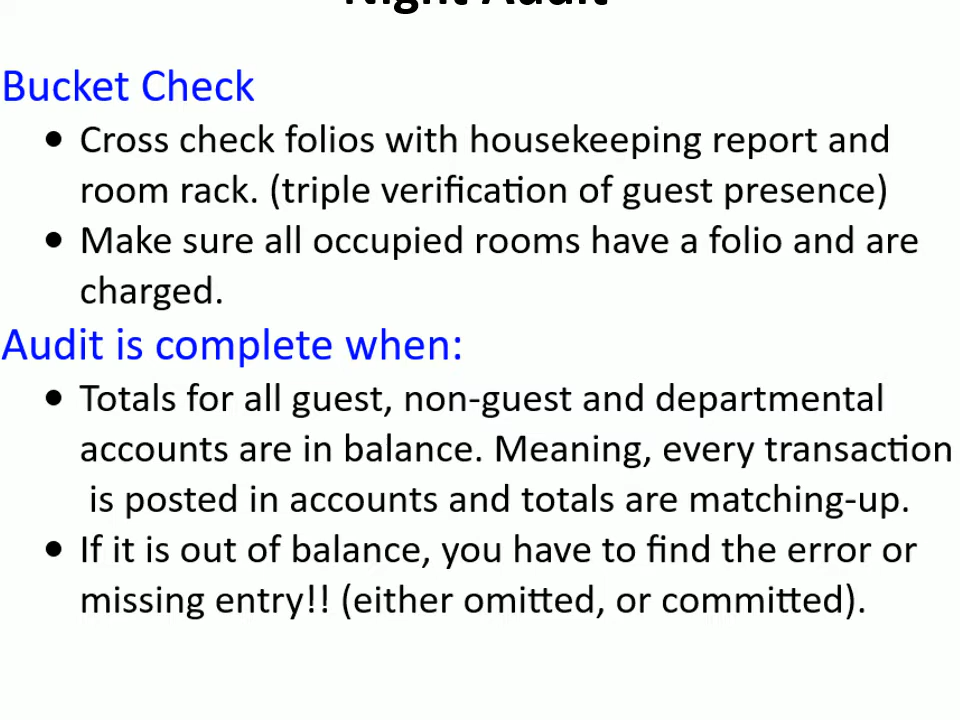 Night Audit
Bucket Check
• Cross check folios with housekeeping report and
room rack. (triple verification of guest presence)
• Make sure all occupied rooms have a folio and are
charged.
Audit is complete when:
• Totals for all guest, non-guest and departmental
accounts are in balance. Meaning, every transaction
is posted in accounts and totals are matching-up.
• If it is out of balance, you have to find the error or
missing entry!! (either omitted, or committed).